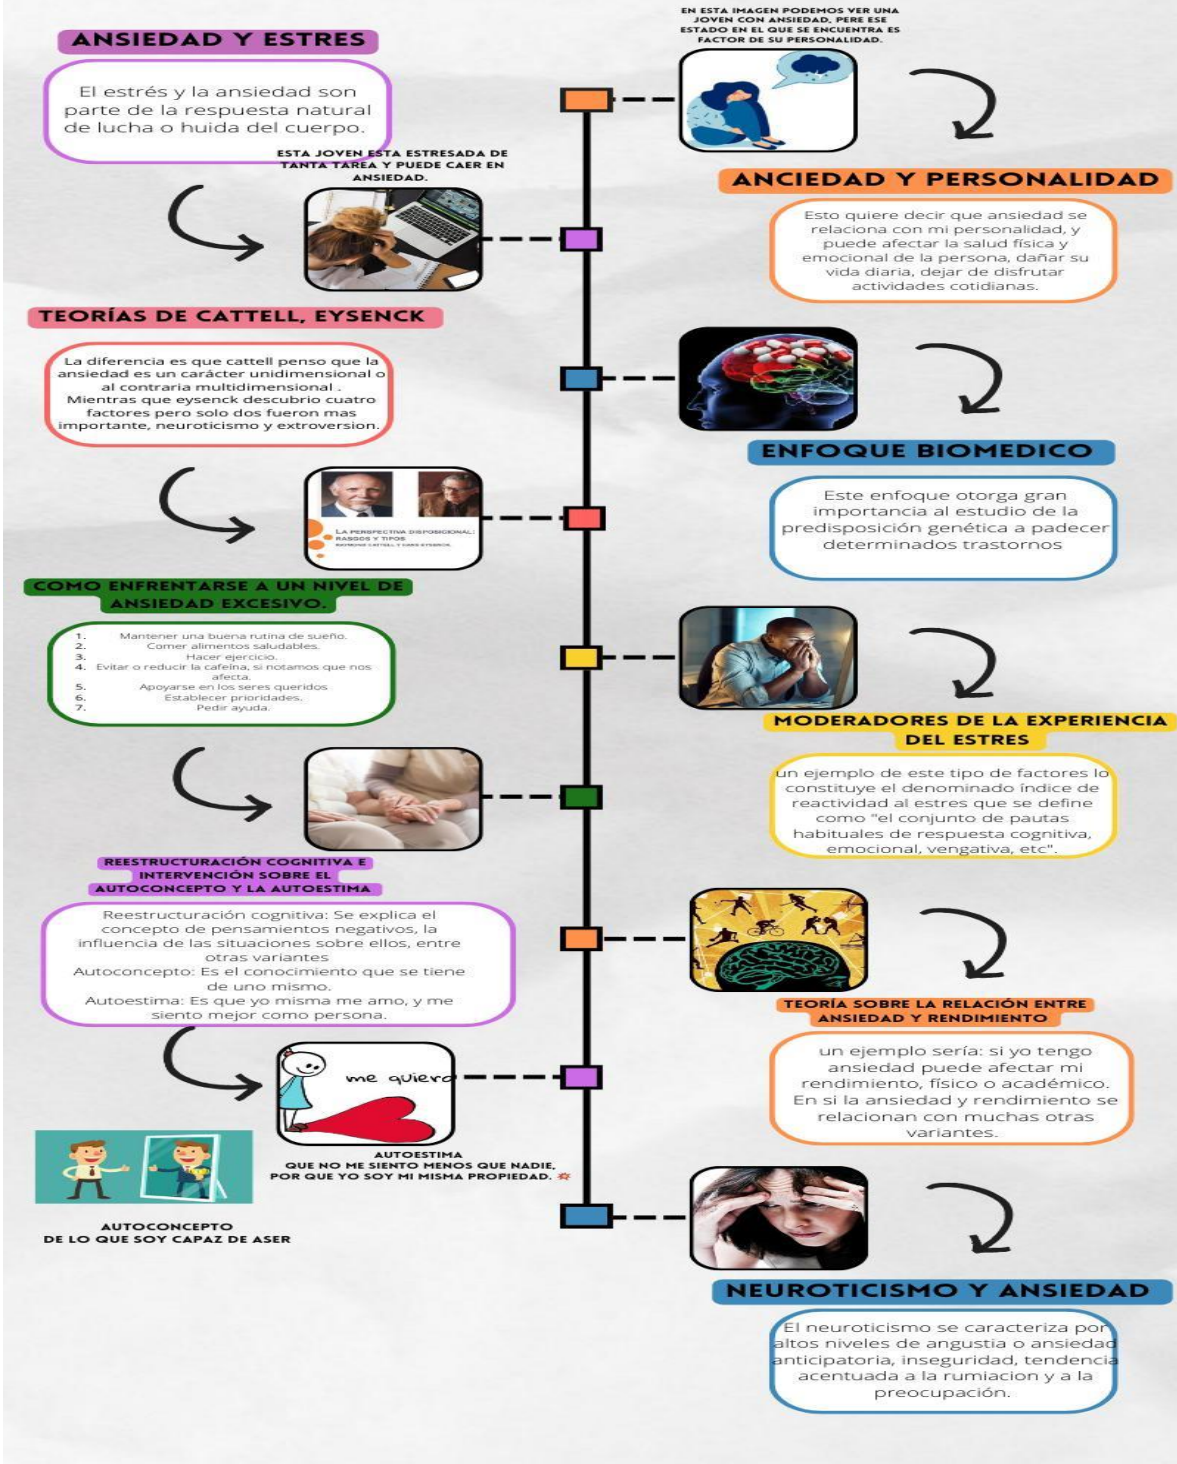 ANSIEDAD Y ESTRES
El estrés y la ansiedad son
parte de la respuesta natural
de lucha o huida del cuerpo.
EN ESTA IMAGEN PODEMOS VER UNA
JOVEN CON ANSIEDAD, PERE ESE
ESTADO EN EL QUE SE ENCUENTRA ES
FACTOR DE SU PERSONALIDAD.
ESTA JOVEN ESTA ESTRESADA DE
TANTA TAREA Y PUEDE CAER EN
ANSIEDAD.
ANCIEDAD Y PERSONALIDAD
Esto quiere decir que ansiedad se
relaciona con mi personalidad, y
puede afectar la salud física y
emocional de la persona, dañar su
vida diaria, dejar de disfrutar
actividades cotidianas.
TEORÍAS DE CATTELL, EYSENCK
La diferencia es que cattell penso que la
ansiedad es un carácter unidimensional o
al contraria multidimensional .
Mientras que eysenck descubrio cuatro
factores pero solo dos fueron mas
importante, neuroticismo y extroversion.
LA PERSPECTIVA DISPOSICIONAL:
RASGOS Y TIPOS
RAYMOND CATTELL Y HANS EYSENCK
ENFOQUE BIOMEDICO
Este enfoque otorga gran
importancia al estudio de la
predisposición genética a padecer
determinados trastornos
COMO ENFRENTARSE A UN NIVEL DE
ANSIEDAD EXCESIVO.
1. Mantener una buena rutina de sueño.
2. Comer alimentos saludables.
3. Hacer ejercicio.
4. Evitar o reducir la cafeína, si notamos que nos
afecta.
5. Apoyarse en los seres queridos
6. Establecer prioridades.
7. Pedir ayuda.
MODERADORES DE LA EXPERIENCIA
DEL ESTRES
un ejemplo de este tipo de factores lo
constituye el denominado índice de
reactividad al estres que se define
como "el conjunto de pautas
habituales de respuesta cognitiva,
emocional, vengativa, etc".
REESTRUCTURACIÓN COGNITIVA E
INTERVENCIÓN SOBRE EL
AUTOCONCEPTO Y LA AUTOESTIMA
Reestructuración cognitiva: Se explica el
concepto de pensamientos negativos, la
influencia de las situaciones sobre ellos, entre
otras variantes
Autoconcepto: Es el conocimiento que se tiene
de uno mismo.
Autoestima: Es que yo misma me amo, y me
siento mejor como persona.
TEORÍA SOBRE LA RELACIÓN ENTRE
ANSIEDAD Y RENDIMIENTO
un ejemplo sería: si yo tengo
ansiedad puede afectar mi
rendimiento, físico o académico.
En si la ansiedad y rendimiento se
relacionan con muchas otras
variantes.
me quiero
AUTOESTIMA
QUE NO ME SIENTO MENOS QUE NADIE,
POR QUE YO SOY MI MISMA PROPIEDAD.
AUTOCONCEPTO
DE LO QUE SOY CAPAZ DE ASER
NEUROTICISMO Y ANSIEDAD
El neuroticismo se caracteriza por
altos niveles de angustia o ansiedad
anticipatoria, inseguridad, tendencia
acentuada a la rumiacion y a la
preocupación.